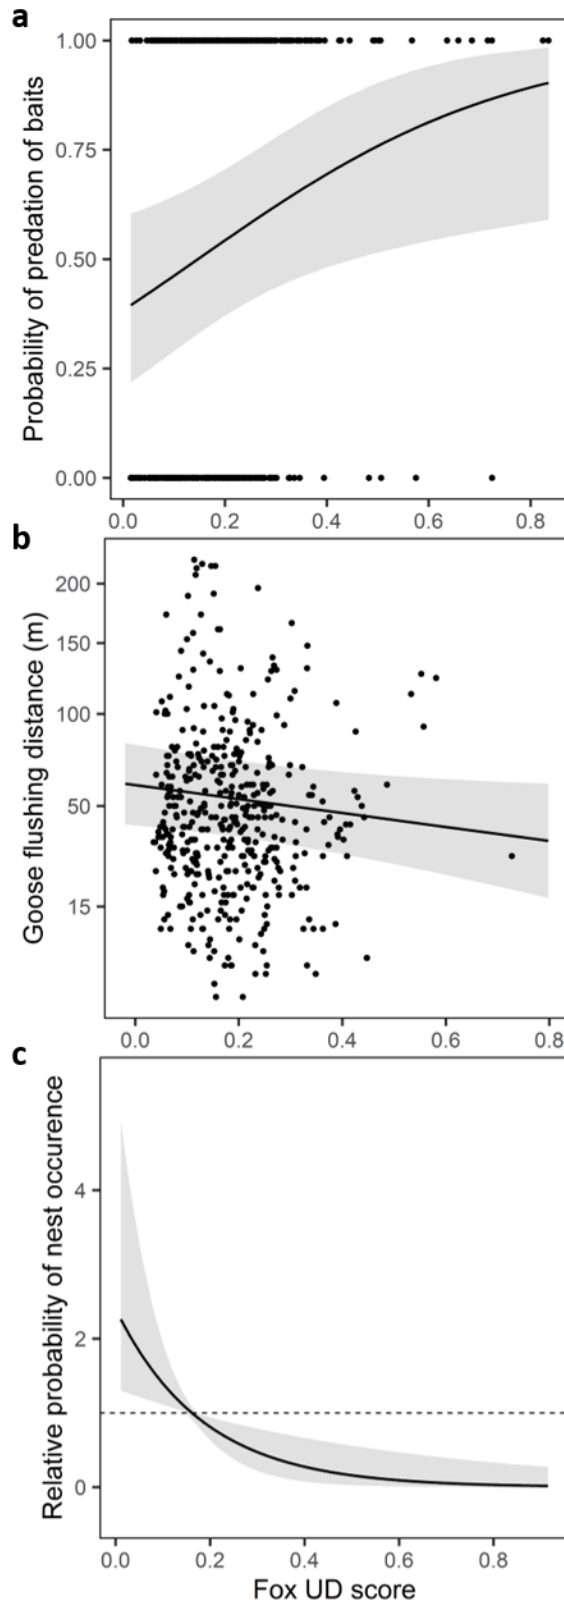 a
Probability of predation of baits
1.00
0.75
0.50
0.25
0.00
0.0 0.2 0.4 0.6 0.8
b
Goose flushing distance (m)
200
150
100
50
15
0.0 0.2 0.4 0.6 0.8
c
Relative probability of nest occurence
4
2
0
0.0 0.2 0.4 0.6 0.8
Fox UD score